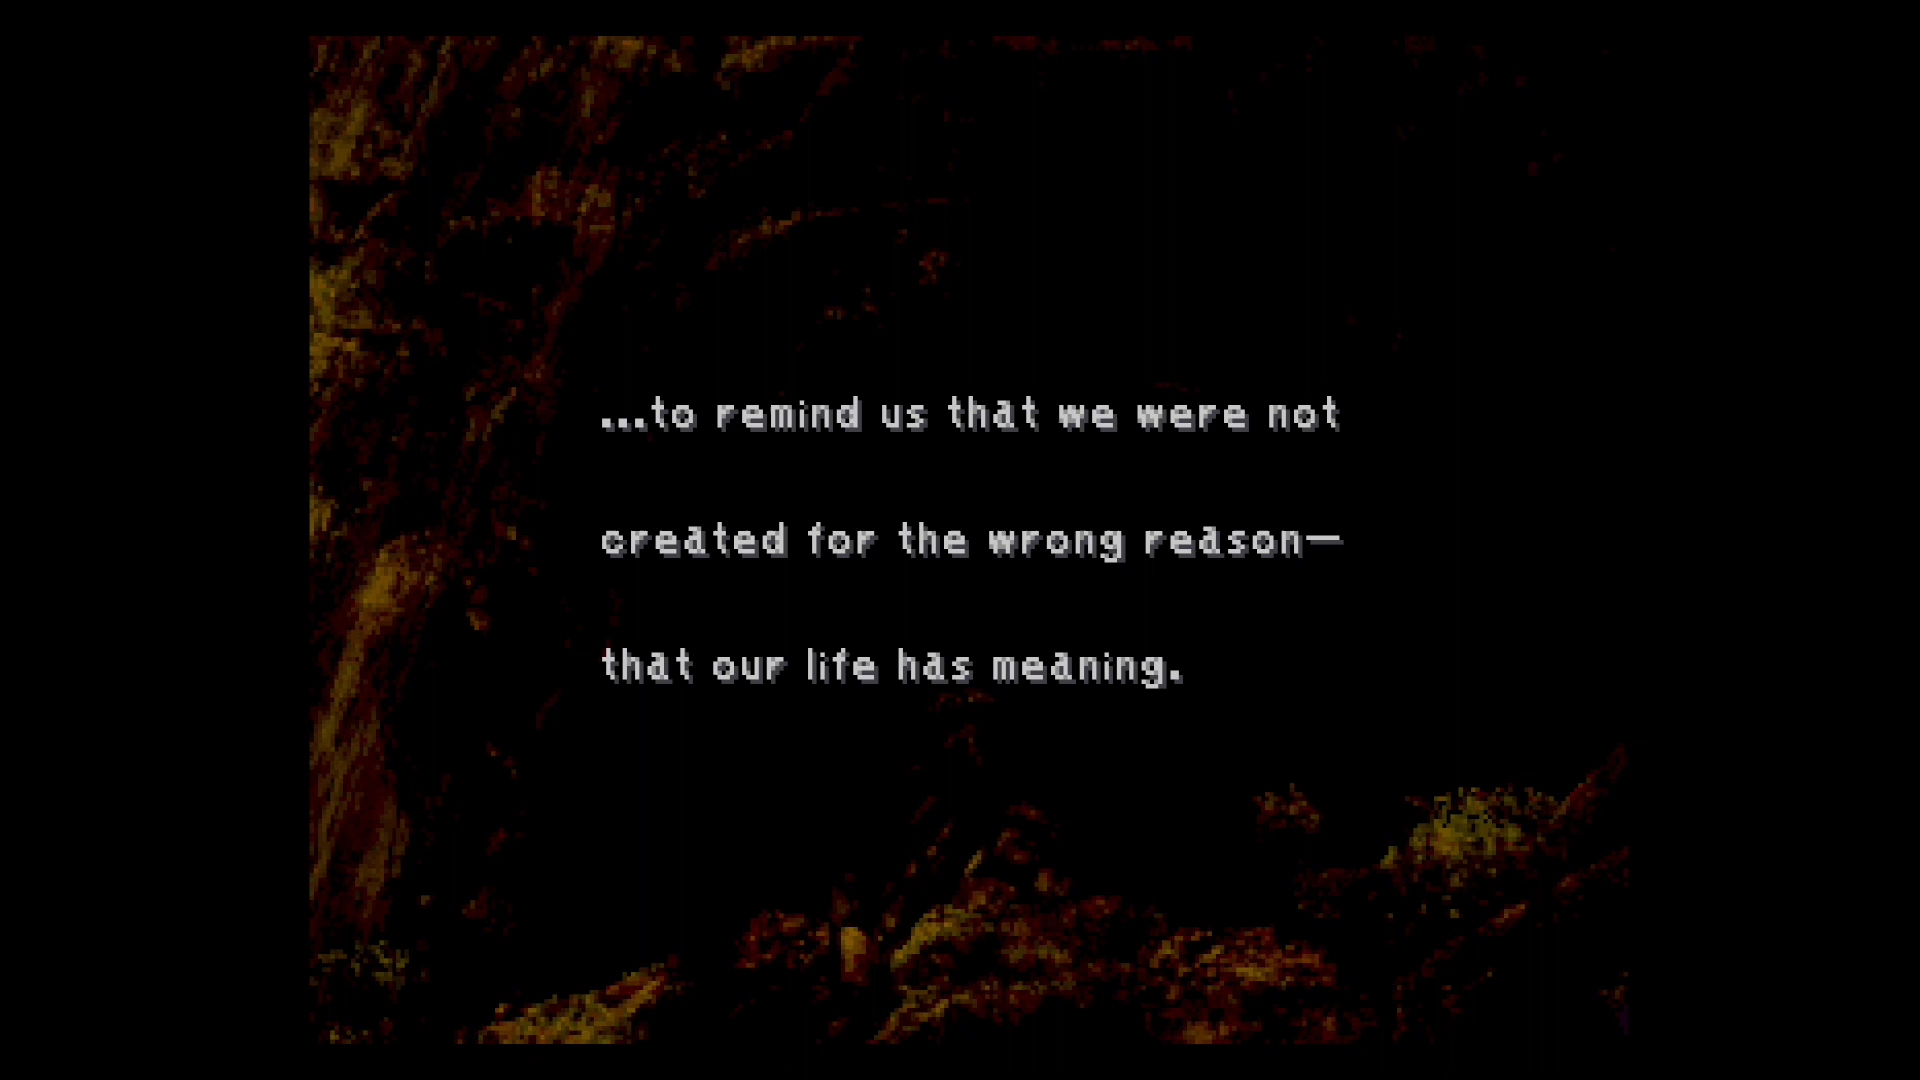 ...to remind us that we were not
created for the wrong reason—
that our life has meaning.